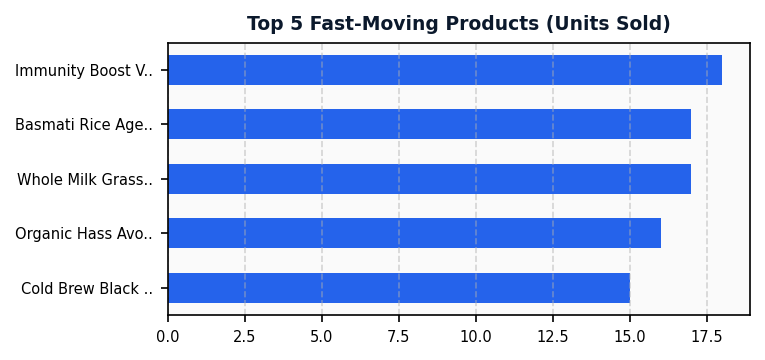 Top 5 Fast-Moving Products (Units Sold)
Immunity Boost V..
Basmati Rice Age..
Whole Milk Grass..
Organic Hass Avo..
Cold Brew Black ..
0.0 2.5 5.0 7.5 10.0 12.5 15.0 17.5